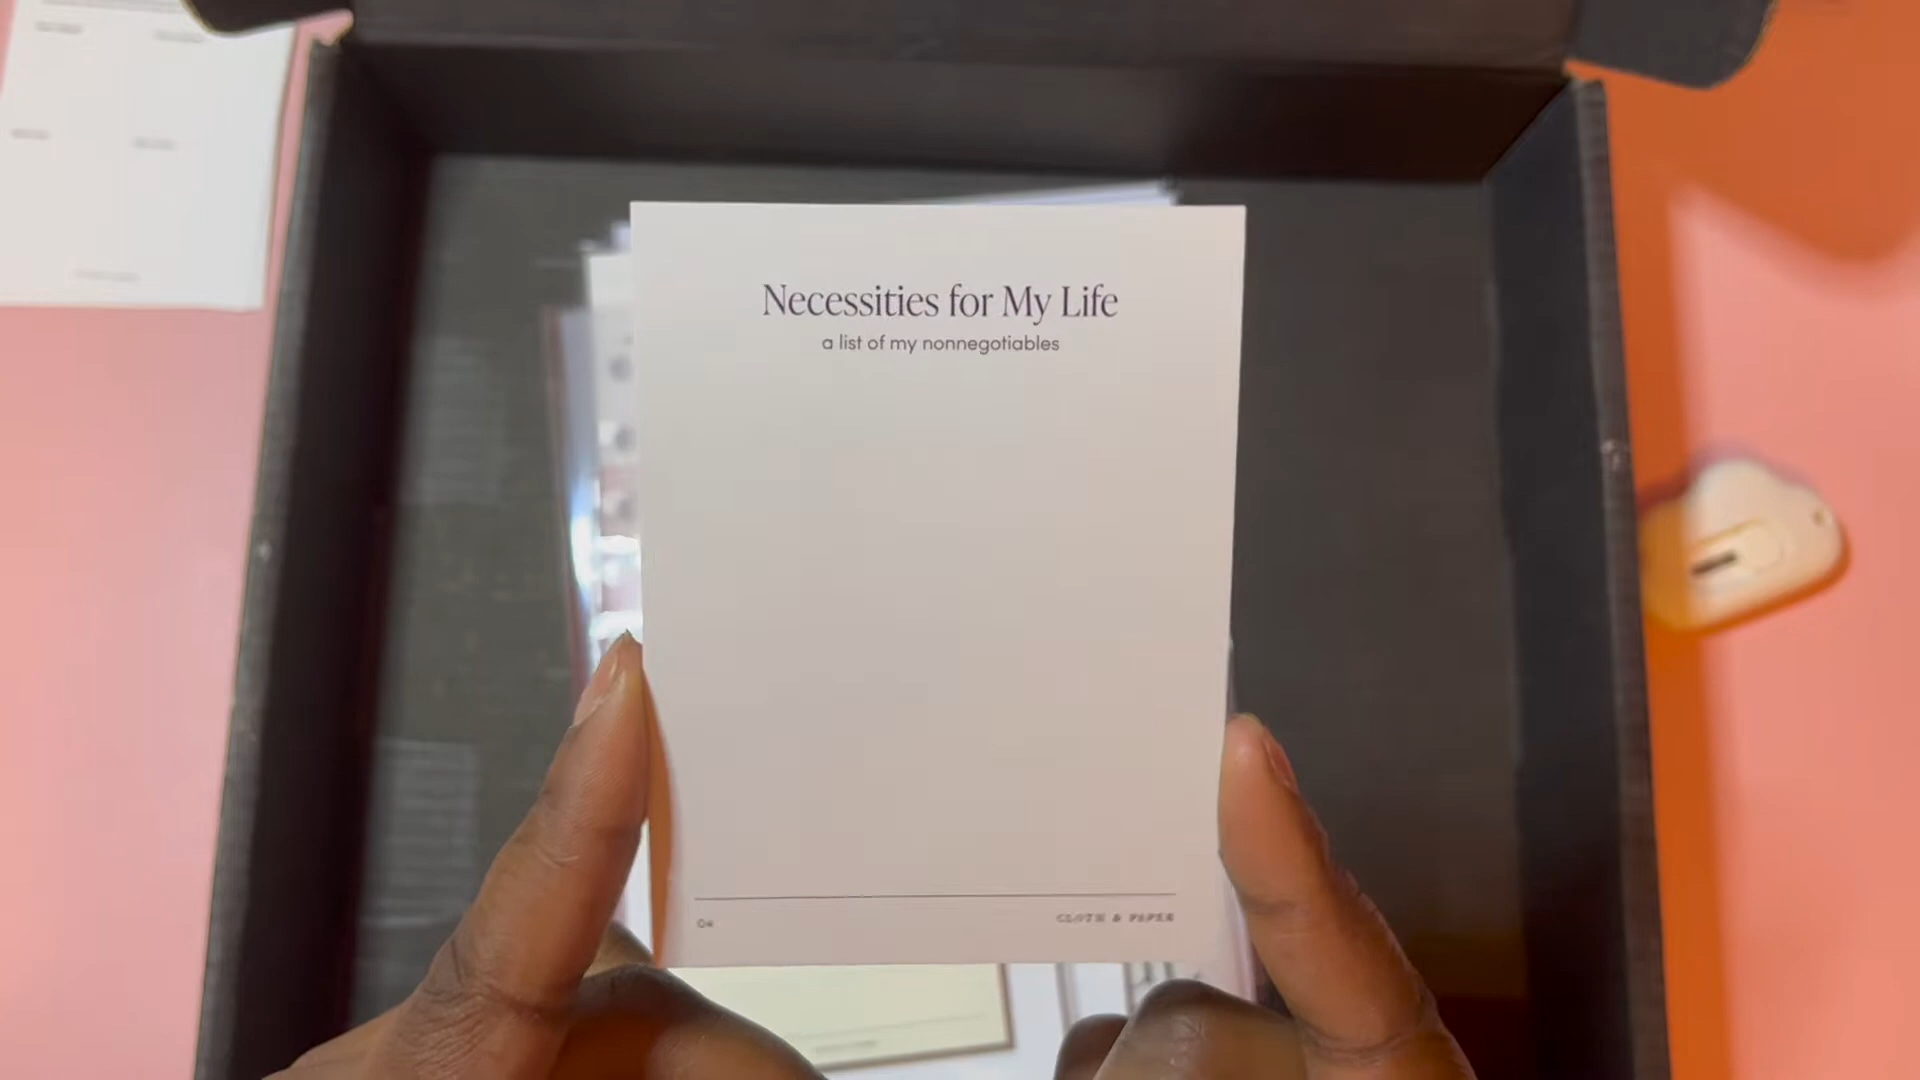 Necessities for My Life
a list of my nonnegotiables
04
CLOTH & PAPER